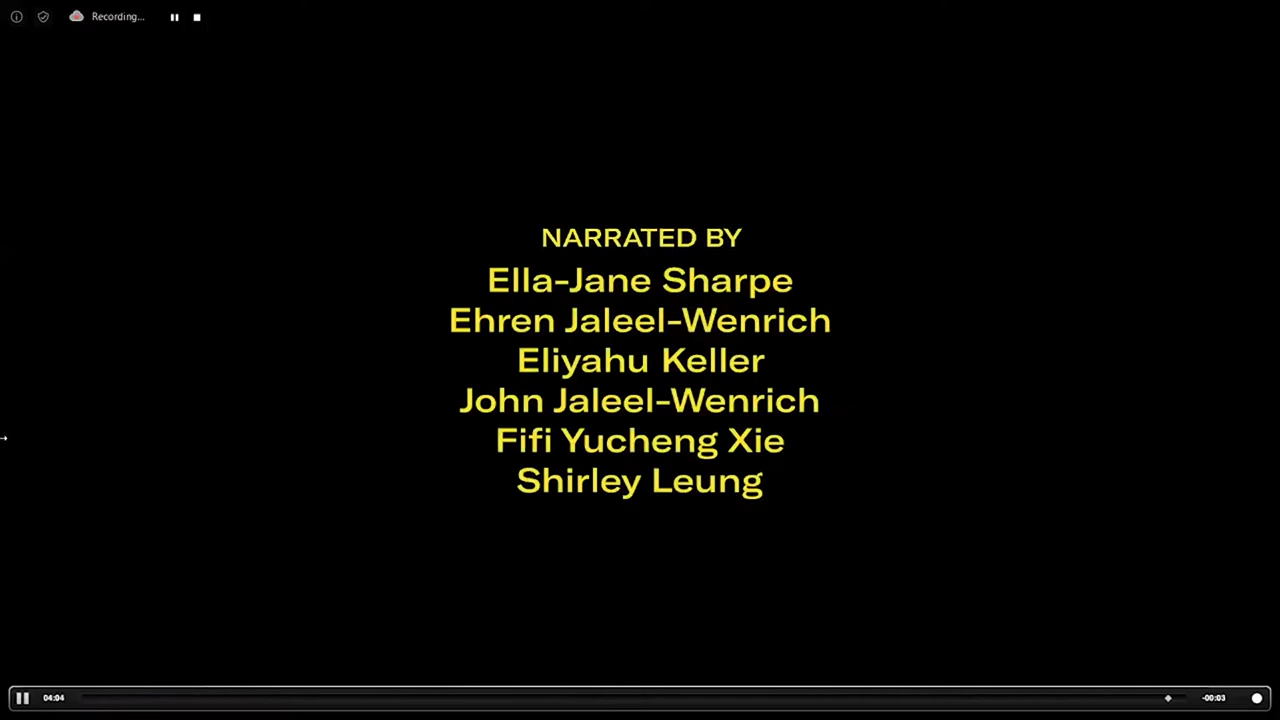 Recording...
NARRATED BY
Ella-Jane Sharpe
Ehren Jaleel-Wenrich
Eliyahu Keller
John Jaleel-Wenrich
Fifi Yucheng Xie
Shirley Leung
04:04
-00:03